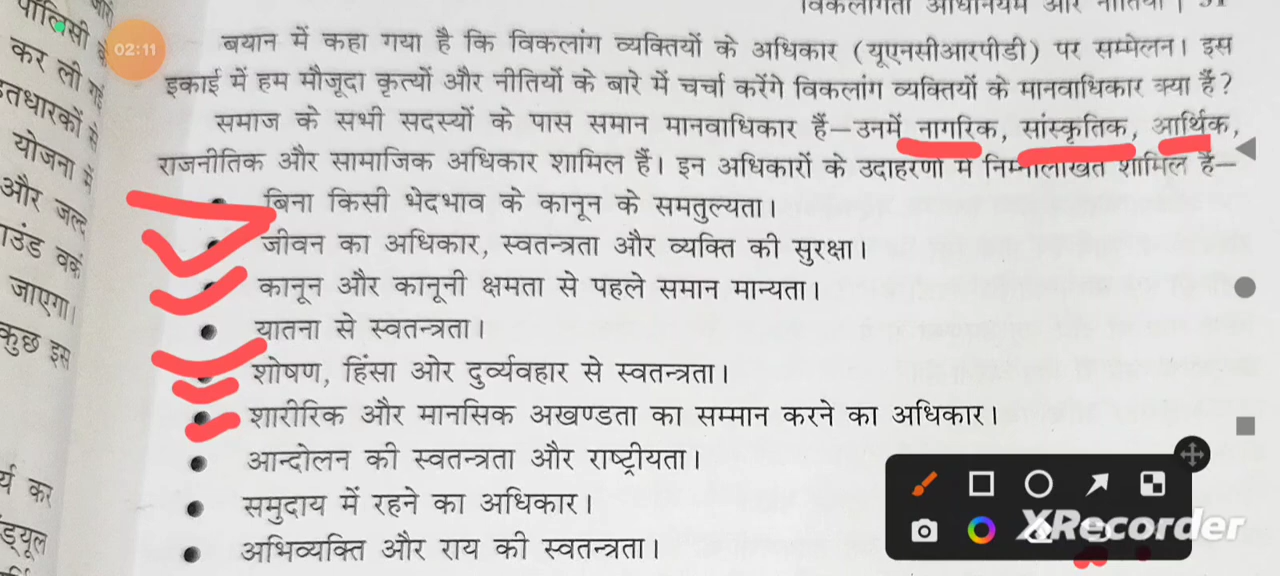 विकलांगता अधिनियम और नीतियाँ |
बयान में कहा गया है कि विकलांग व्यक्तियों के अधिकार (यूएनसीआरपीडी) पर सम्मेलन। इस
इकाई में हम मौजूदा कृत्यों और नीतियों के बारे में चर्चा करेंगे विकलांग व्यक्तियों के मानवाधिकार क्या हैं?
समाज के सभी सदस्यों के पास समान मानवाधिकार हैं—उनमें नागरिक, सांस्कृतिक, आर्थिक,
राजनीतिक और सामाजिक अधिकार शामिल हैं। इन अधिकारों के उदाहरणों में निम्नलिखित शामिल हैं—
बिना किसी भेदभाव के कानून के समतुल्यता।
• जीवन का अधिकार, स्वतन्त्रता और व्यक्ति की सुरक्षा।
• कानून और कानूनी क्षमता से पहले समान मान्यता।
• यातना से स्वतन्त्रता।
• शोषण, हिंसा ओर दुर्व्यवहार से स्वतन्त्रता।
• शारीरिक और मानसिक अखण्डता का सम्मान करने का अधिकार।
• आन्दोलन की स्वतन्त्रता और राष्ट्रीयता।
• समुदाय में रहने का अधिकार।
• अभिव्यक्ति और राय की स्वतन्त्रता।
पॉलिसी के
कर ली गई
योजना में
और जल्द
जाएगा।
कुछ इस
कर
02:11
XRecorder